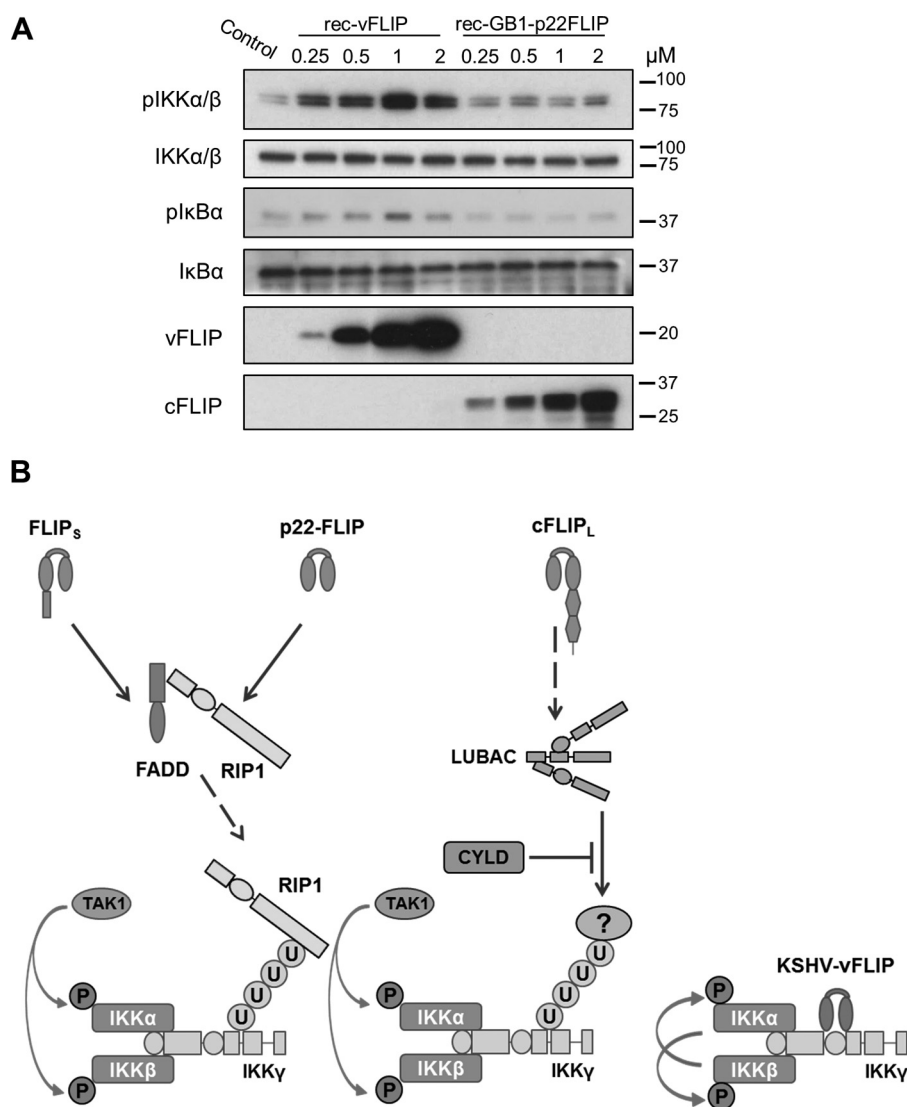 A
Control
rec-vFLIP
rec-GB1-p22FLIP
0.25 0.5 1 2 0.25 0.5 1 2 μM
pIKKα/β
100
75
IKKα/β
100
75
pIκBα
37
IκBα
37
vFLIP
20
cFLIP
37
25
B
FLIPS p22-FLIP cFLIPL
FADD RIP1
LUBAC
CYLD
RIP1
TAK1
U
U
U
U
P
IKKα
IKKβ
P
IKKγ
TAK1
?
U
U
U
U
P
IKKα
IKKβ
P
IKKγ
KSHV-vFLIP
P
IKKα
IKKβ
P
IKKγ